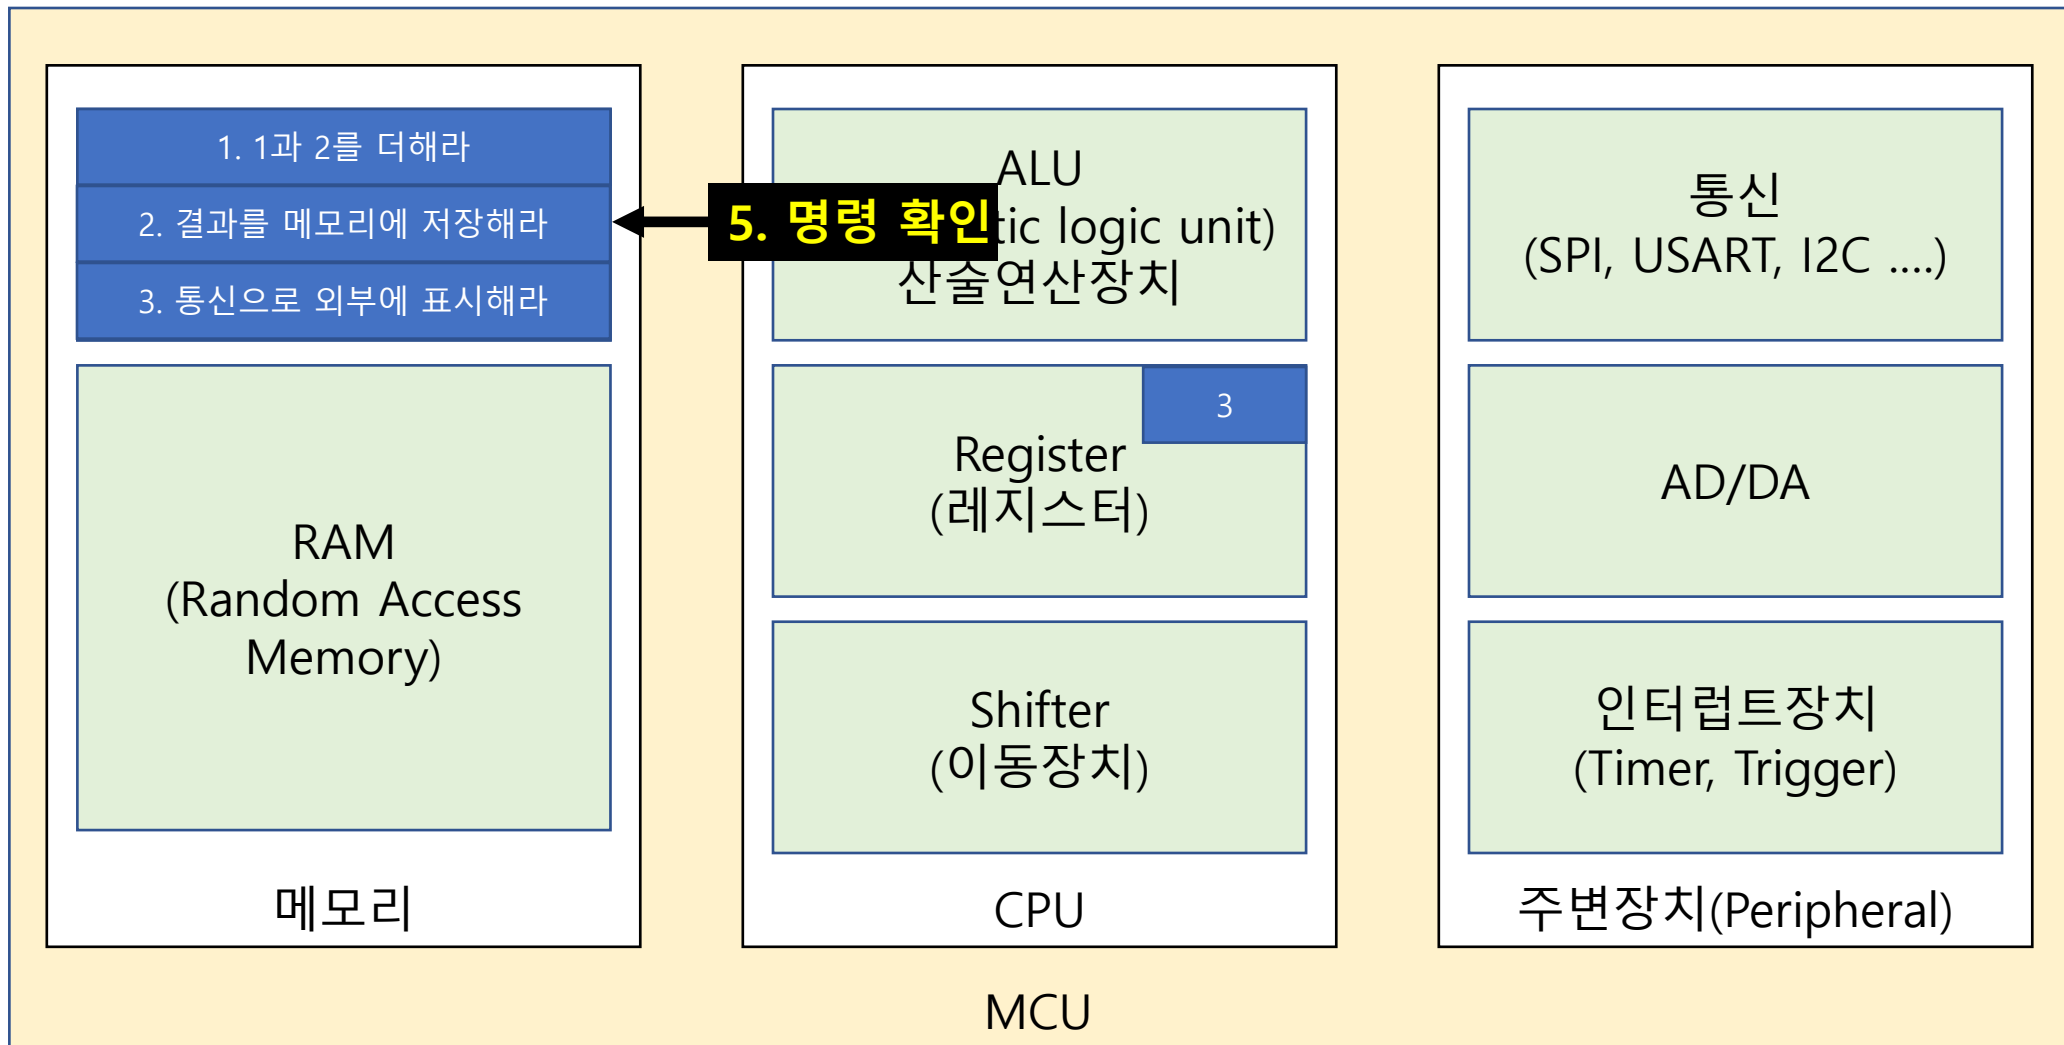 1. 1과 2를 더해라
2. 결과를 메모리에 저장해라
3. 통신으로 외부에 표시해라
RAM
(Random Access
Memory)
메모리
5. 명령 확인
ALU
tic logic unit)
산술연산장치
3
Register
(레지스터)
Shifter
(이동장치)
CPU
통신
(SPI, USART, I2C ....)
AD/DA
인터럽트장치
(Timer, Trigger)
주변장치(Peripheral)
MCU